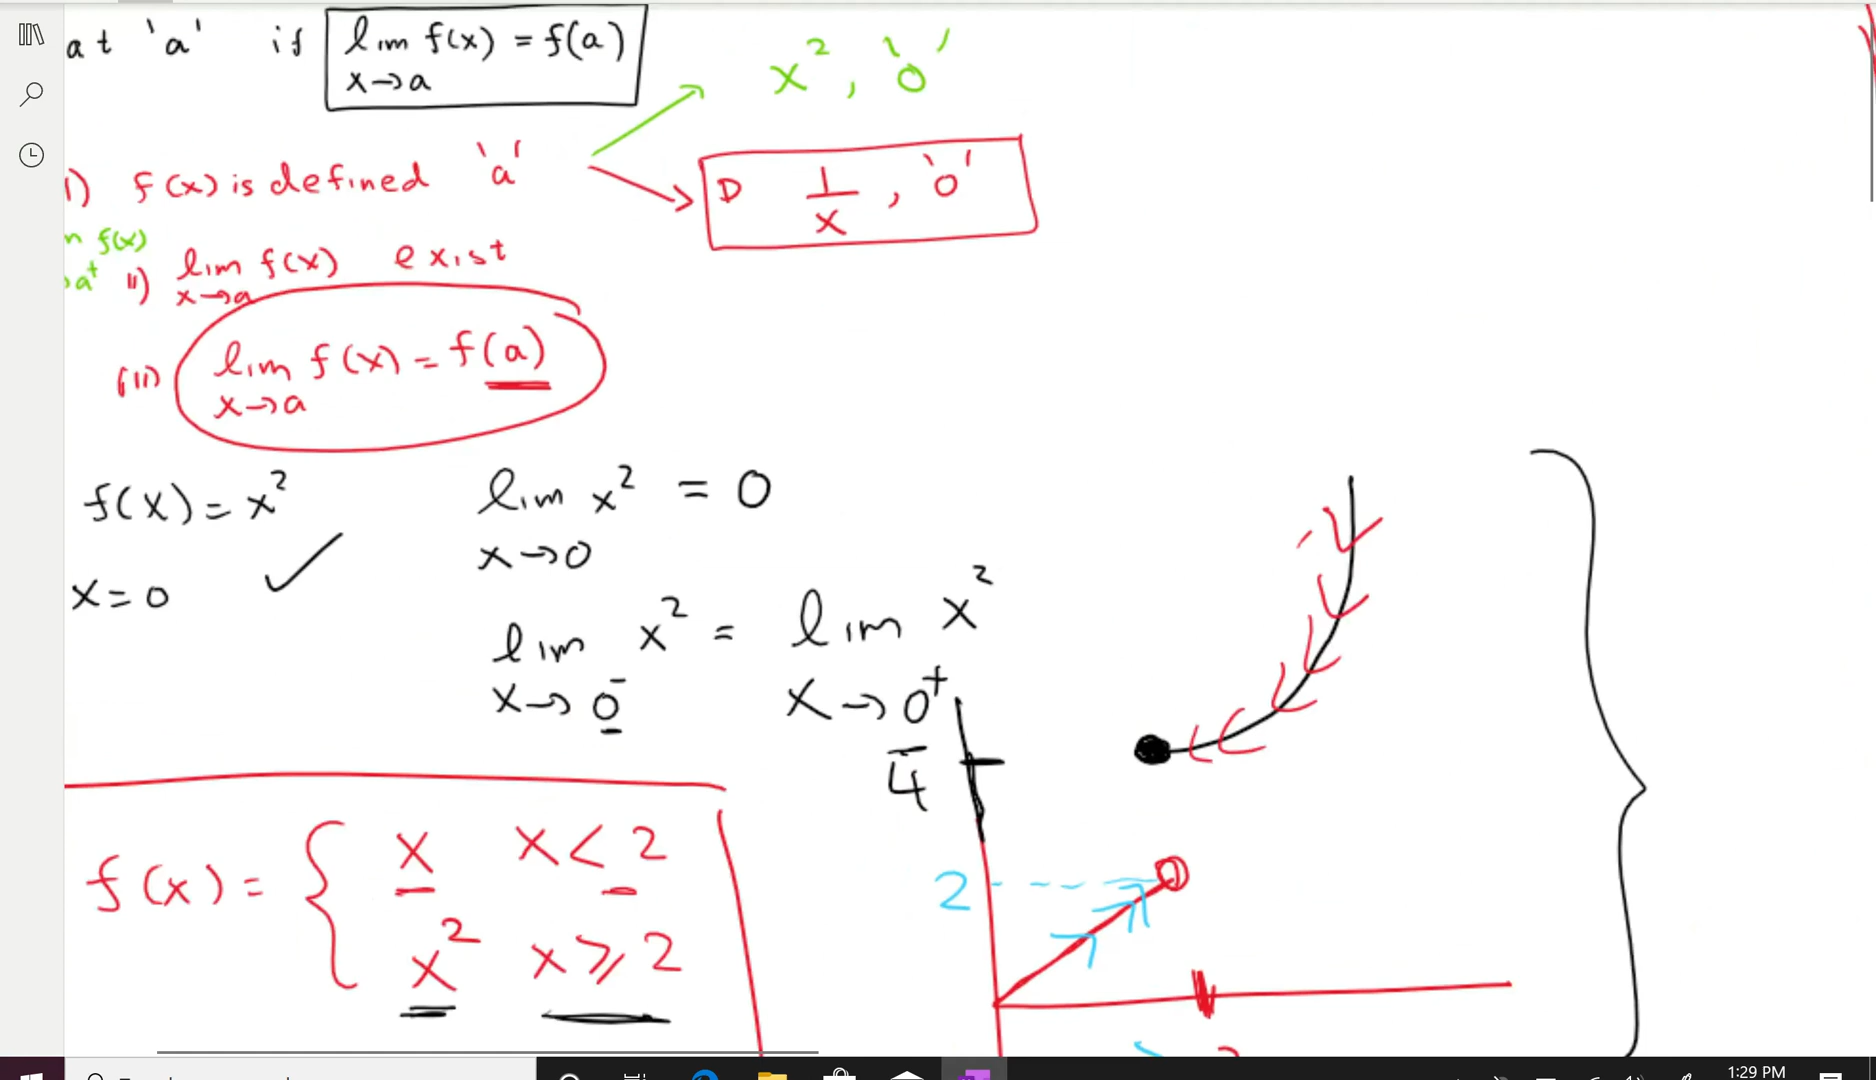 at 'a' if lim f(x) = f(a)
x→a
x², '0'
i) f(x) is defined 'a'
D 1/x, '0'
f(x)
a⁺ ii) lim f(x) exist
x→a
(iii) lim f(x) = f(a)
x→a
f(x) = x²
lim x² = 0
x→0
x = 0 ✓
lim x² = lim x²
x→0⁻ x→0⁺
4
f(x) = { x x < 2
x² x ⩾ 2
2
1:29 PM